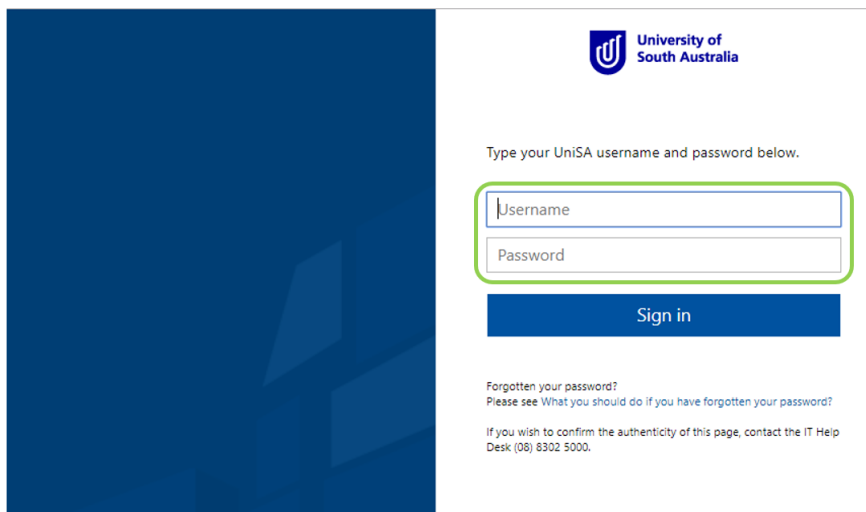 University of
South Australia
Type your UniSA username and password below.
Username
Password
Sign in
Forgotten your password?
Please see What you should do if you have forgotten your password?
If you wish to confirm the authenticity of this page, contact the IT Help
Desk (08) 8302 5000.